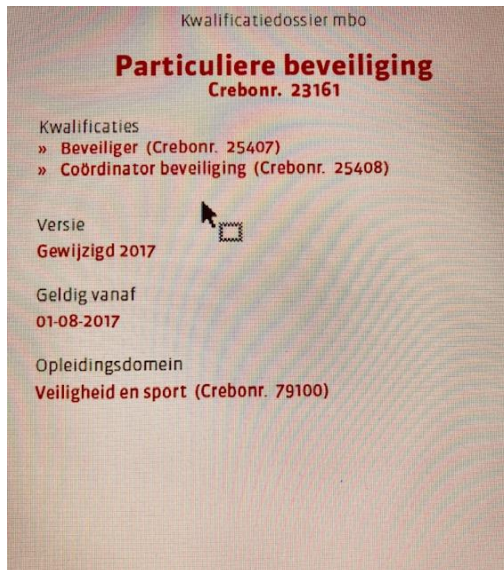 Kwalificatiedossier mbo
Particuliere beveiliging
Crebonr. 23161
Kwalificaties
» Beveiliger (Crebonr. 25407)
» Coördinator beveiliging (Crebonr. 25408)
Versie
Gewijzigd 2017
Geldig vanaf
01-08-2017
Opleidingsdomein
Veiligheid en sport (Crebonr. 79100)